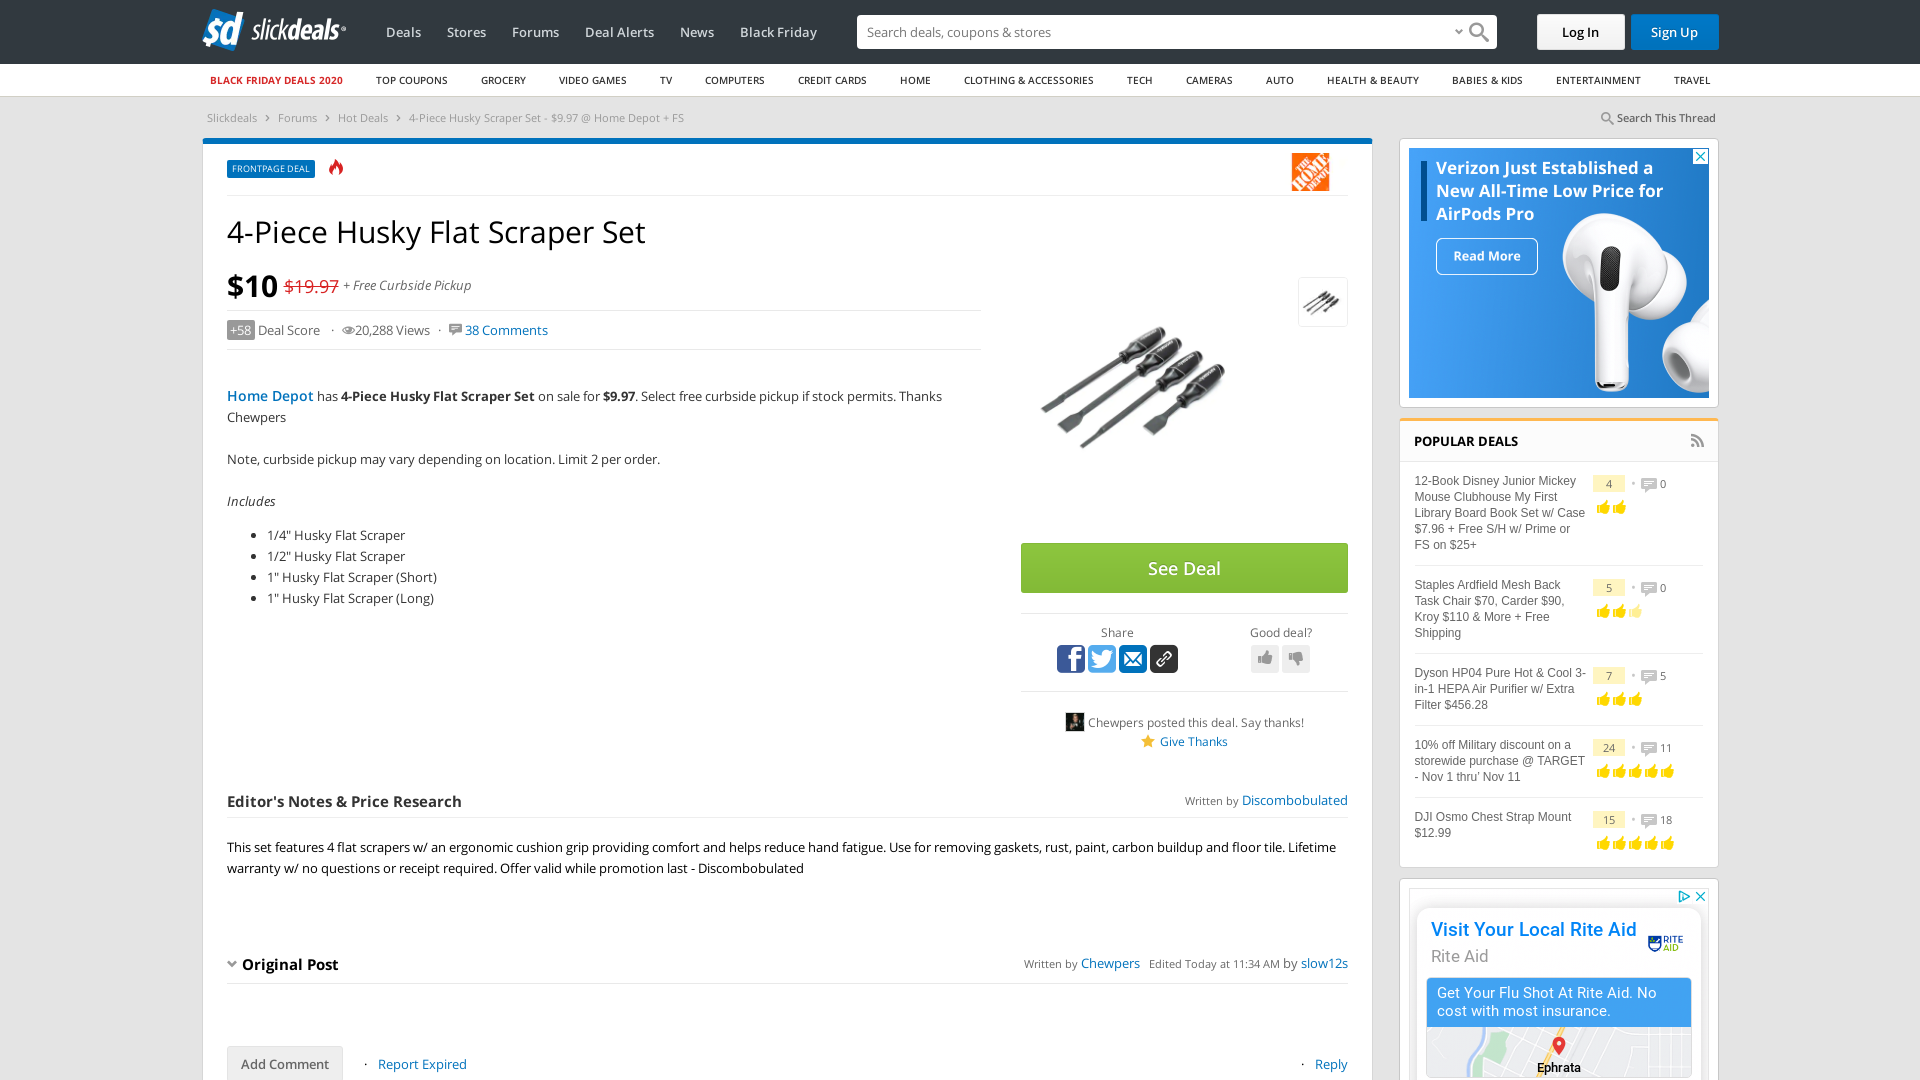 slickdeals
Deals
Stores
Forums
Deal Alerts
News
Black Friday
Search deals, coupons & shopping
Log In
Sign Up
BLACK FRIDAY DEALS 2020
TOP COUPONS
GROCERY
VIDEO GAMES
TV
COMPUTERS
CREDIT CARDS
HOME
CLOTHING & ACCESSORIES
TECH
CAMERAS
AUTO
HEALTH & BEAUTY
BABIES & KIDS
ENTERTAINMENT
TRAVEL
Slickdeals > Forums > Hot Deals > 4-Piece Husky Scraper Set - $9.97 @ Home Depot + FS
Search This Thread
FRONTPAGE DEAL
THE HOME DEPOT
4-Piece Husky Flat Scraper Set
$10 $19.97 + Free Curbside Pickup
+58 Deal Score · 20,288 Views · 38 Comments
Home Depot has 4-Piece Husky Flat Scraper Set on sale for $9.97. Select free curbside pickup if stock permits. Thanks
Chewpers
Note, curbside pickup may vary depending on location. Limit 2 per order.
Includes
• 1/4" Husky Flat Scraper
• 1/2" Husky Flat Scraper
• 1" Husky Flat Scraper (Short)
• 1" Husky Flat Scraper (Long)
See Deal
Share
Good deal?
Chewpers posted this deal. Say thanks!
Give Thanks
Editor's Notes & Price Research
Written by Discombobulated
This set features 4 flat scrapers w/ an ergonomic cushion grip providing comfort and helps reduce hand fatigue. Use for removing gaskets, rust, paint, carbon buildup and floor tile. Lifetime
warranty w/ no questions or receipt required. Offer valid while promotion last - Discombobulated
Original Post
Written by Chewpers Edited Today at 11:34 AM by slow12s
Add Comment
· Report Expired
· Reply
Verizon Just Established a
New All-Time Low Price for
AirPods Pro
Read More
POPULAR DEALS
12-Book Disney Junior Mickey
Mouse Clubhouse My First
Library Board Book Set w/ Case
$7.96 + Free S/H w/ Prime or
FS on $25+
4 • 0
Staples Ardfield Mesh Back
Task Chair $70, Carder $90,
Kroy $110 & More + Free
Shipping
5 • 0
Dyson HP04 Pure Hot & Cool 3-
in-1 HEPA Air Purifier w/ Extra
Filter $456.28
7 • 5
10% off Military discount on a
storewide purchase @ TARGET
- Nov 1 thru' Nov 11
24 • 11
DJI Osmo Chest Strap Mount
$12.99
15 • 18
Visit Your Local Rite Aid
Rite Aid
RITE
AID
Get Your Flu Shot At Rite Aid. No
cost with most insurance.
Ephrata